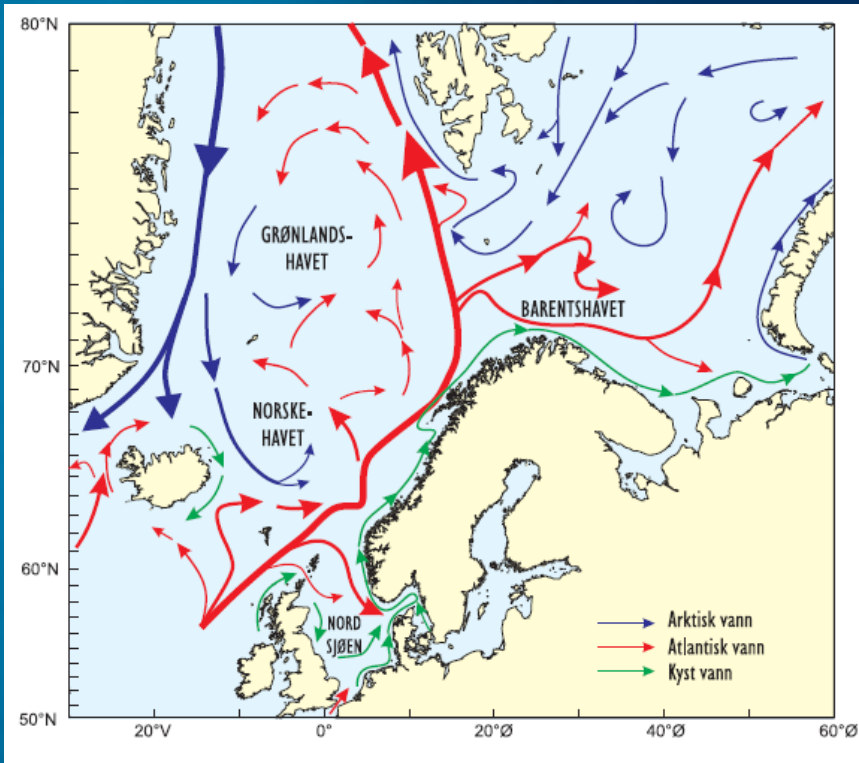 80°N
GRØNLANDS-
HAVET
BARENTSHAVET
70°N
NORSKE-
HAVET
60°N
NORD
SJØEN
Arktisk vann
Atlantisk vann
Kyst vann
50°N
20°V
0°
20°Ø
40°Ø
60°Ø